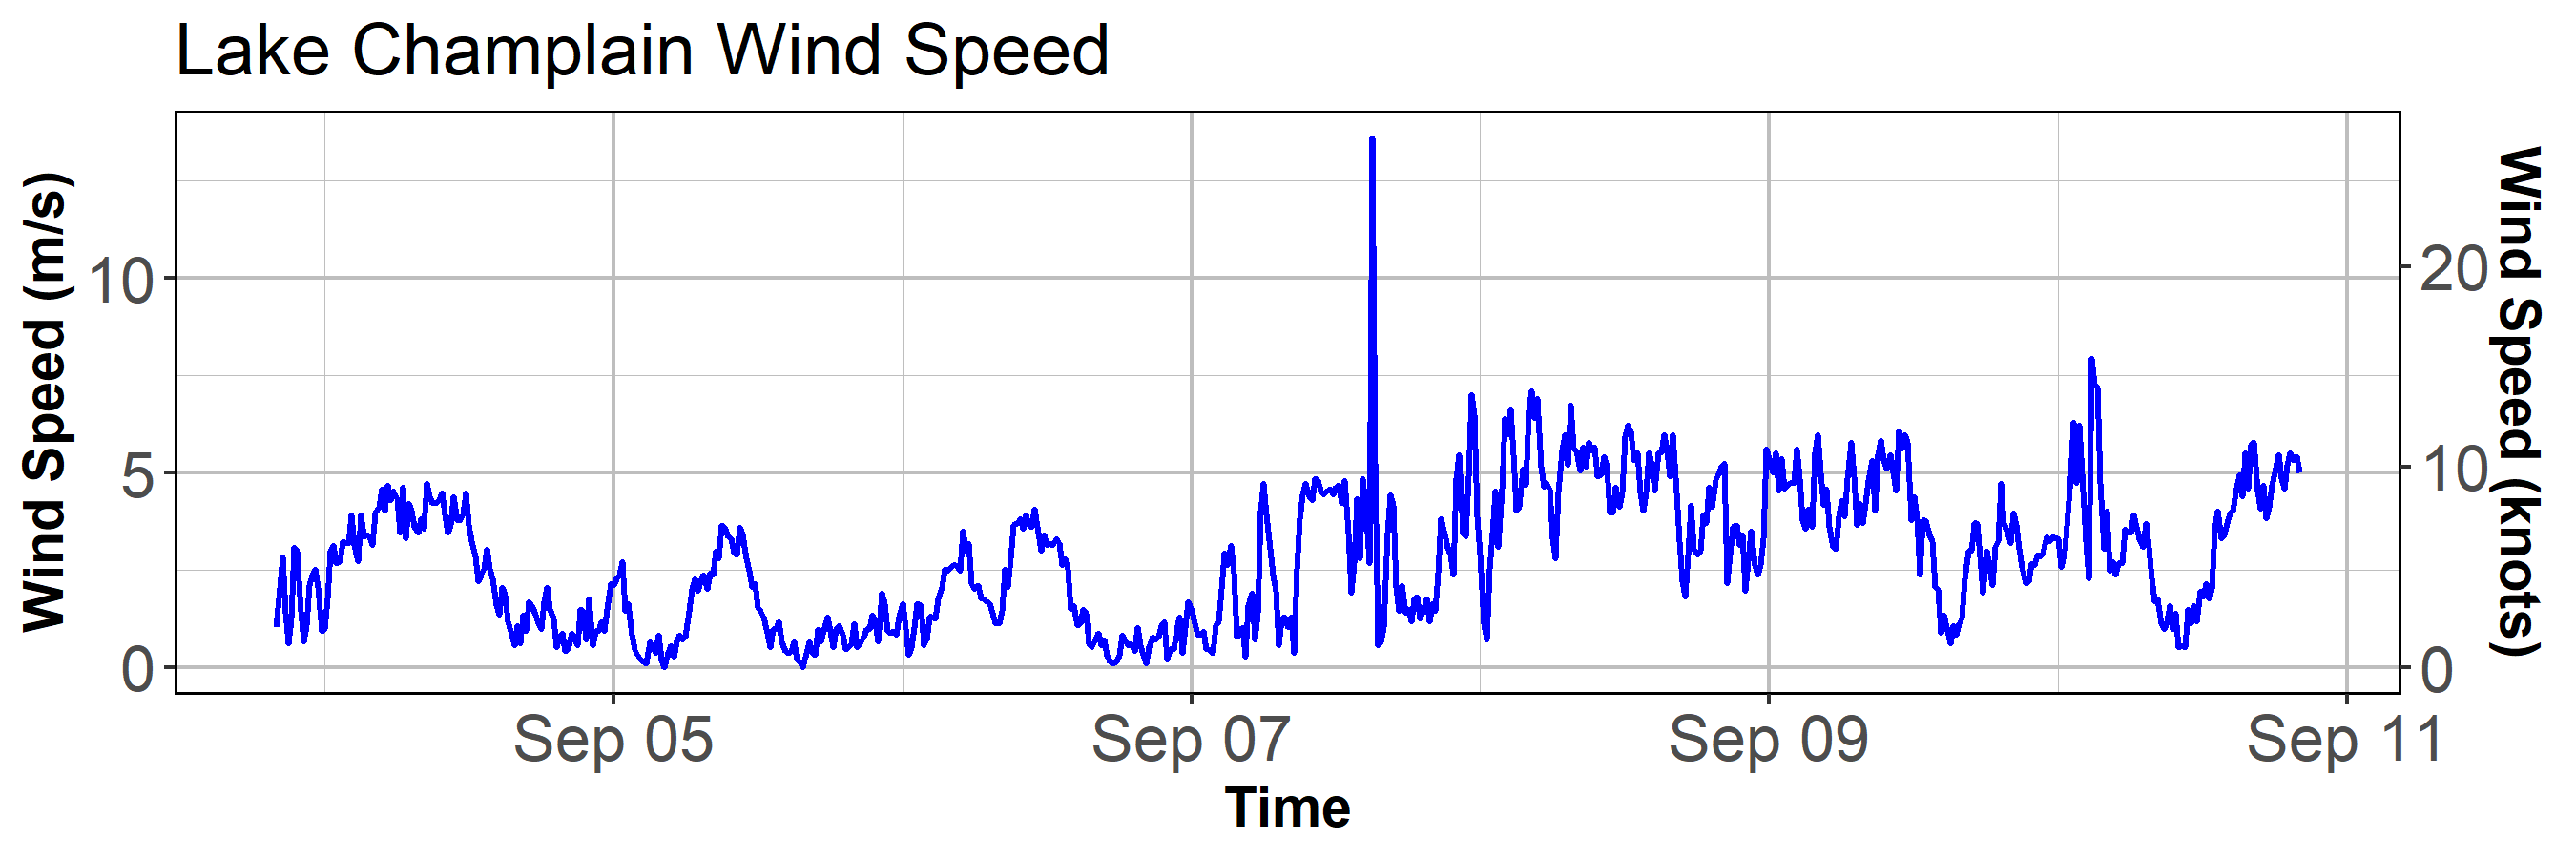 Lake Champlain Wind Speed
Wind Speed (m/s)
10
5
0
20
10
0
Wind Speed (knots)
Sep 05
Sep 07
Sep 09
Sep 11
Time